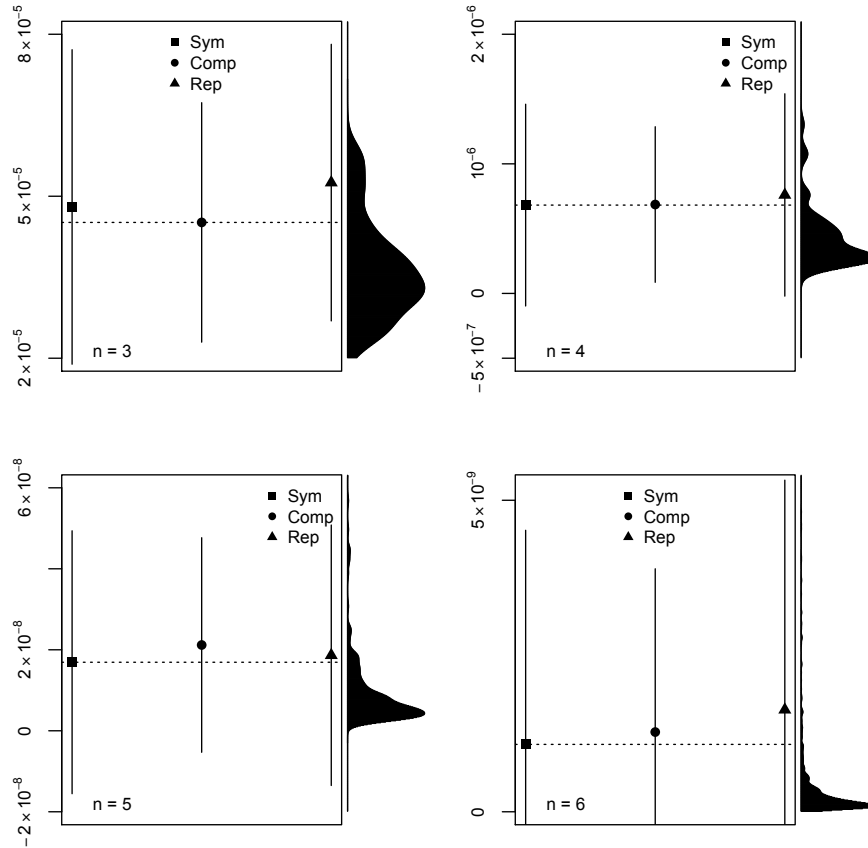 8×10⁻⁵
5×10⁻⁵
2×10⁻⁵
Sym
Comp
Rep
n = 3
2×10⁻⁶
10⁻⁶
0
−5×10⁻⁷
Sym
Comp
Rep
n = 4
6×10⁻⁸
2×10⁻⁸
0
−2×10⁻⁸
Sym
Comp
Rep
n = 5
5×10⁻⁹
0
Sym
Comp
Rep
n = 6